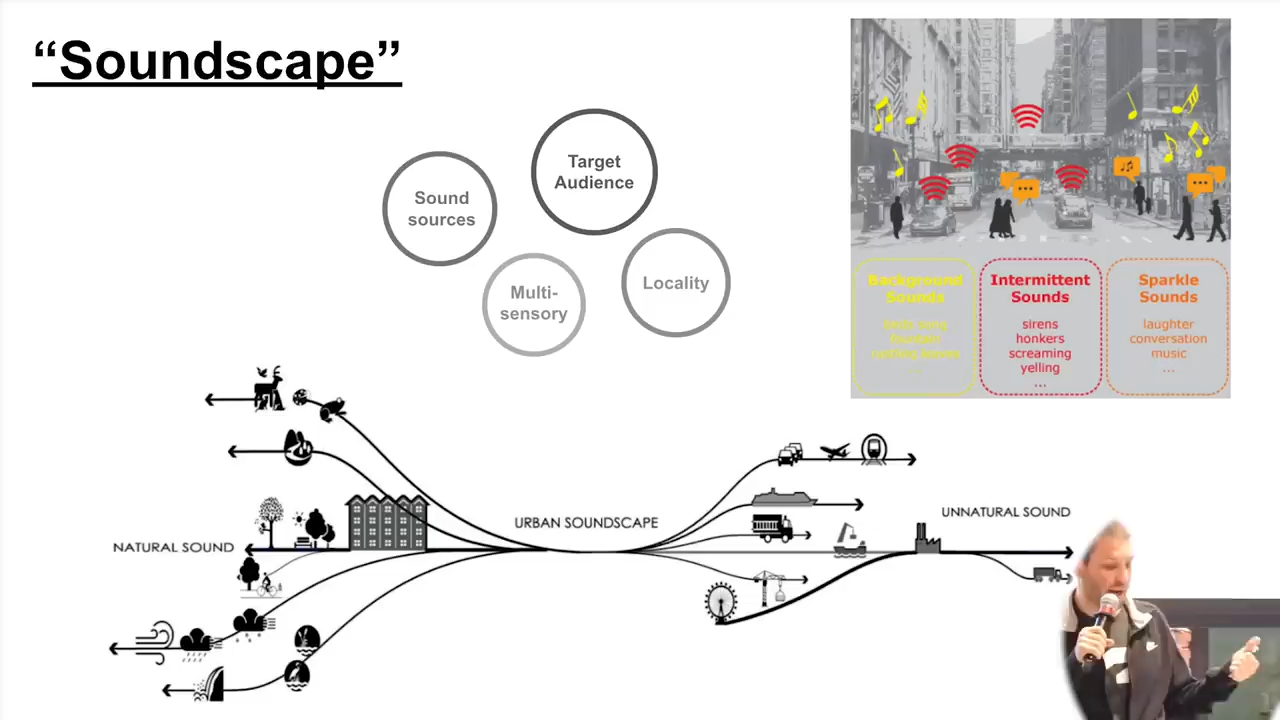 “Soundscape”
Target
Audience
Sound
sources
Multi-
sensory
Locality
Background
Sounds
fountain
...
Intermittent
Sounds
sirens
honkers
screaming
yelling
...
Sparkle
Sounds
laughter
conversation
music
...
URBAN SOUNDSCAPE
NATURAL SOUND
UNNATURAL SOUND